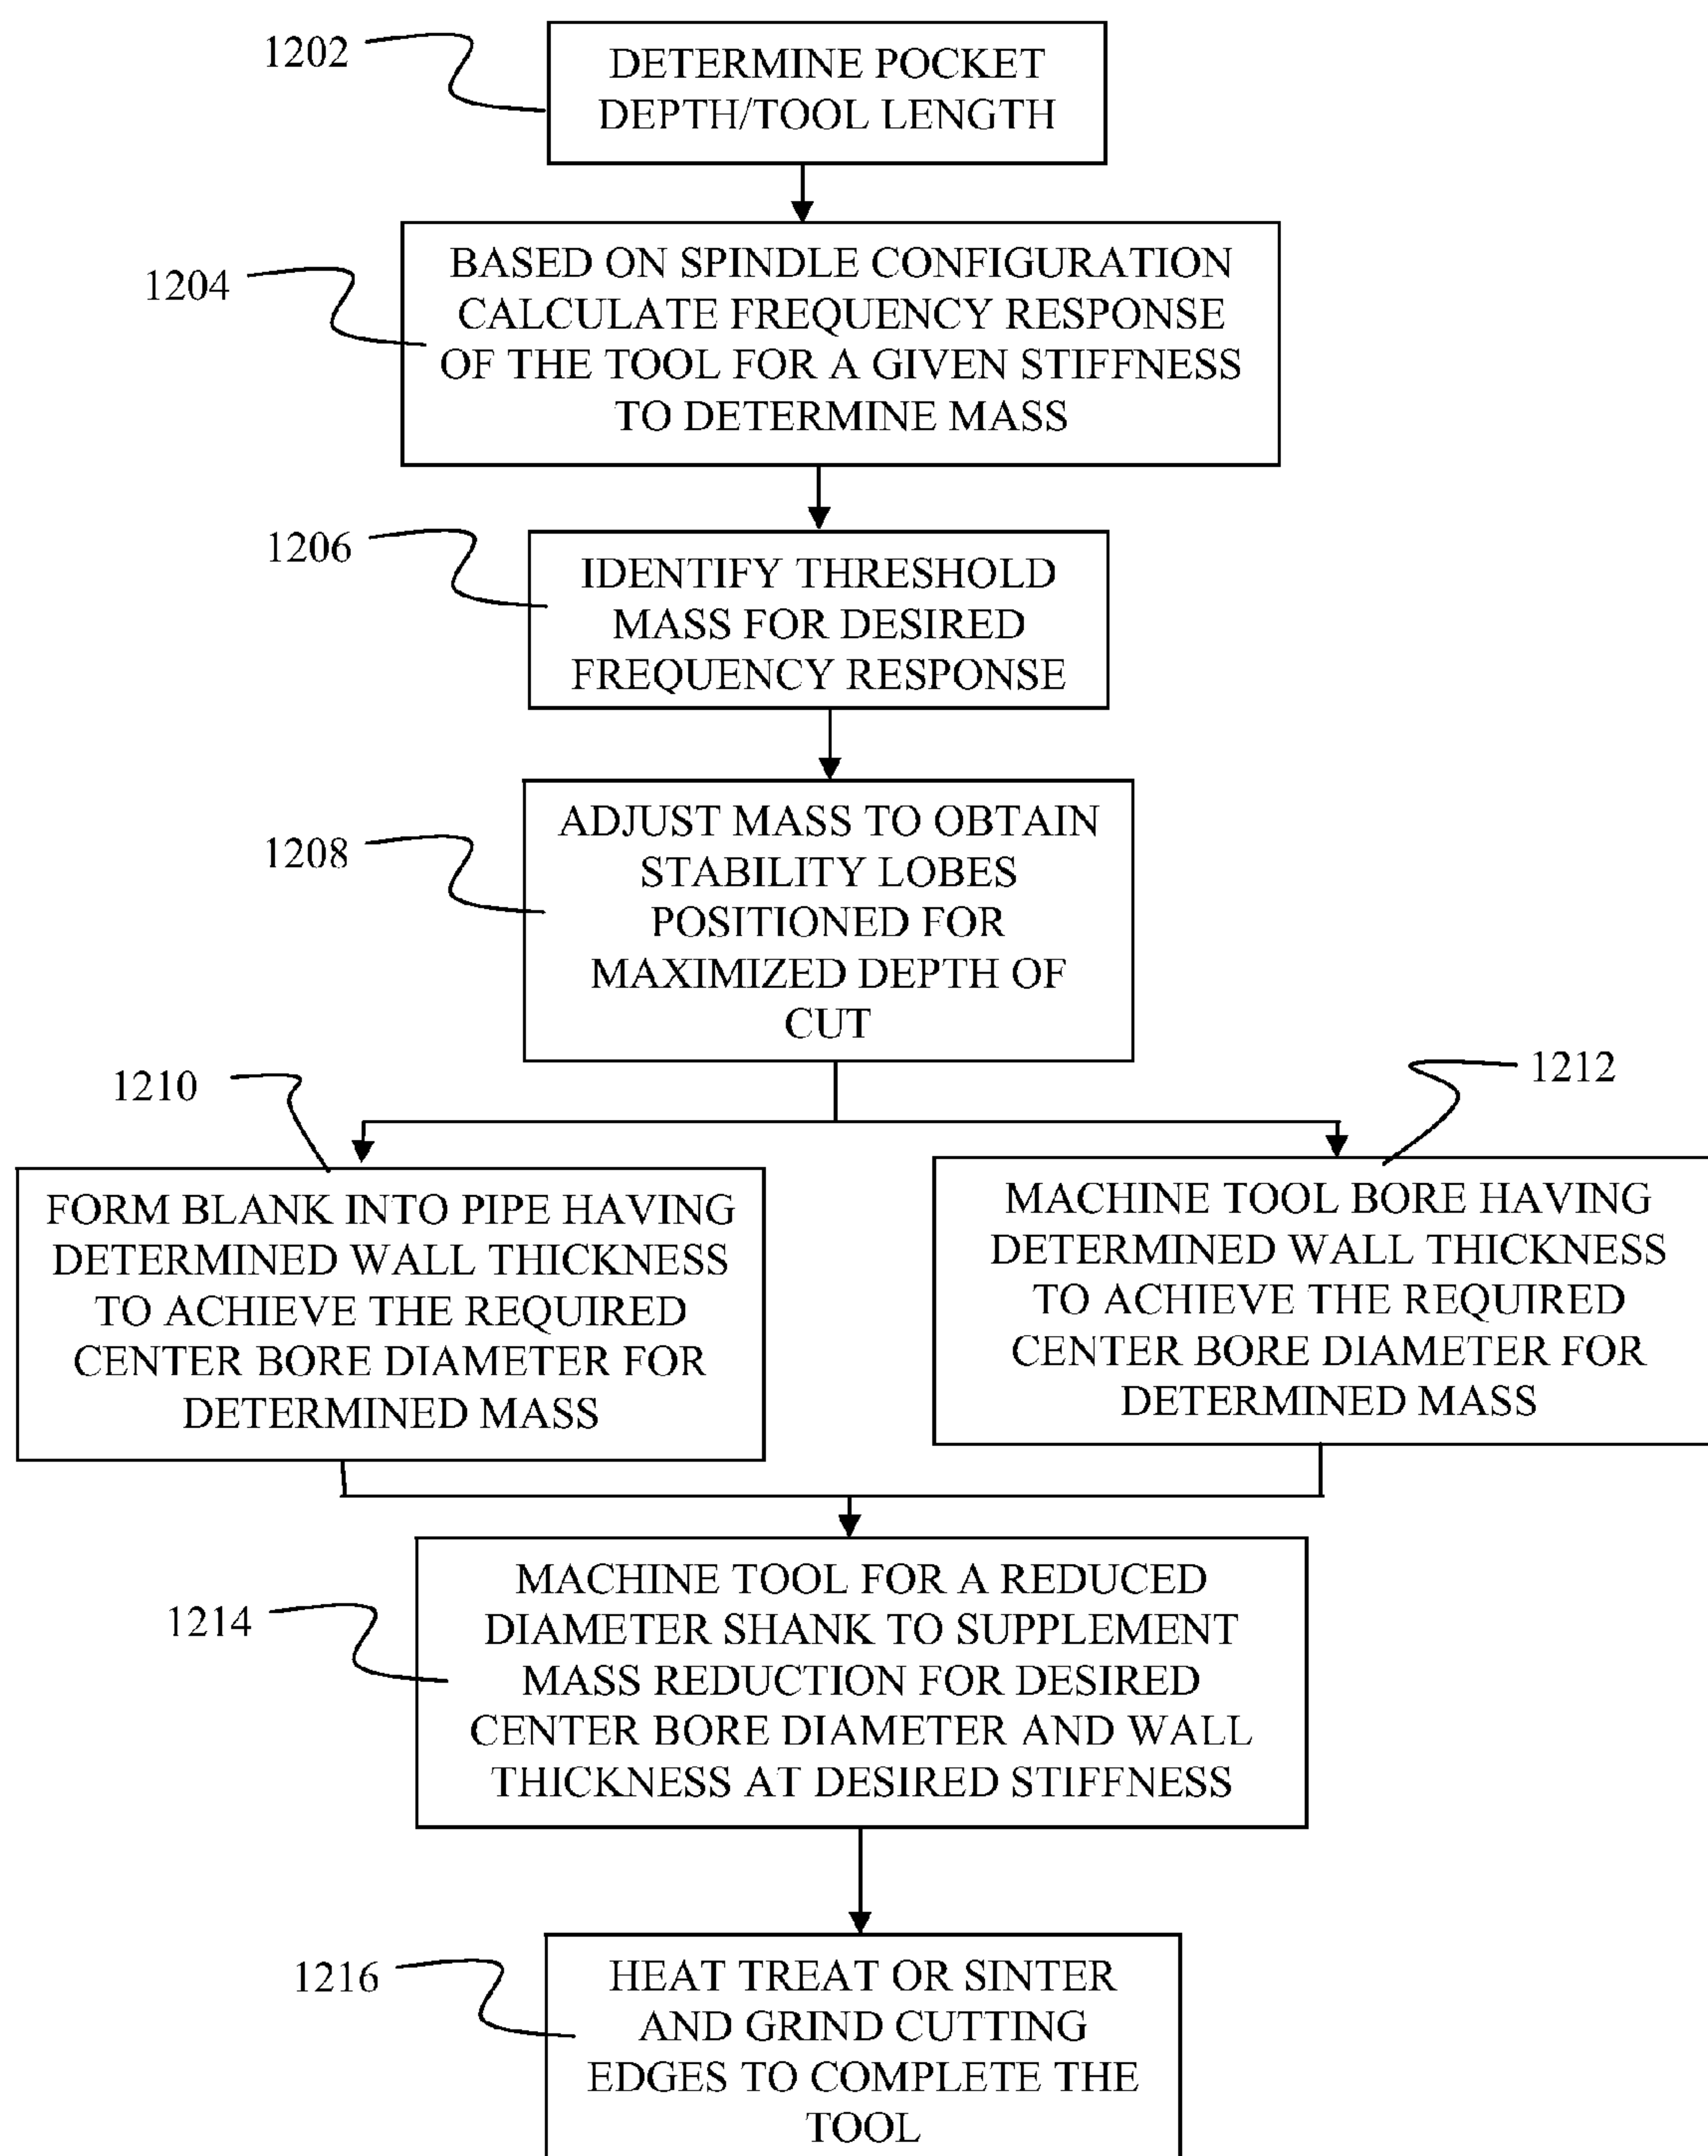 1202
DETERMINE POCKET
DEPTH/TOOL LENGTH
1204
BASED ON SPINDLE CONFIGURATION
CALCULATE FREQUENCY RESPONSE
OF THE TOOL FOR A GIVEN STIFFNESS
TO DETERMINE MASS
1206
IDENTIFY THRESHOLD
MASS FOR DESIRED
FREQUENCY RESPONSE
1208
ADJUST MASS TO OBTAIN
STABILITY LOBES
POSITIONED FOR
MAXIMIZED DEPTH OF
CUT
1210
FORM BLANK INTO PIPE HAVING
DETERMINED WALL THICKNESS
TO ACHIEVE THE REQUIRED
CENTER BORE DIAMETER FOR
DETERMINED MASS
1212
MACHINE TOOL BORE HAVING
DETERMINED WALL THICKNESS
TO ACHIEVE THE REQUIRED
CENTER BORE DIAMETER FOR
DETERMINED MASS
1214
MACHINE TOOL FOR A REDUCED
DIAMETER SHANK TO SUPPLEMENT
MASS REDUCTION FOR DESIRED
CENTER BORE DIAMETER AND WALL
THICKNESS AT DESIRED STIFFNESS
1216
HEAT TREAT OR SINTER
AND GRIND CUTTING
EDGES TO COMPLETE THE
TOOL